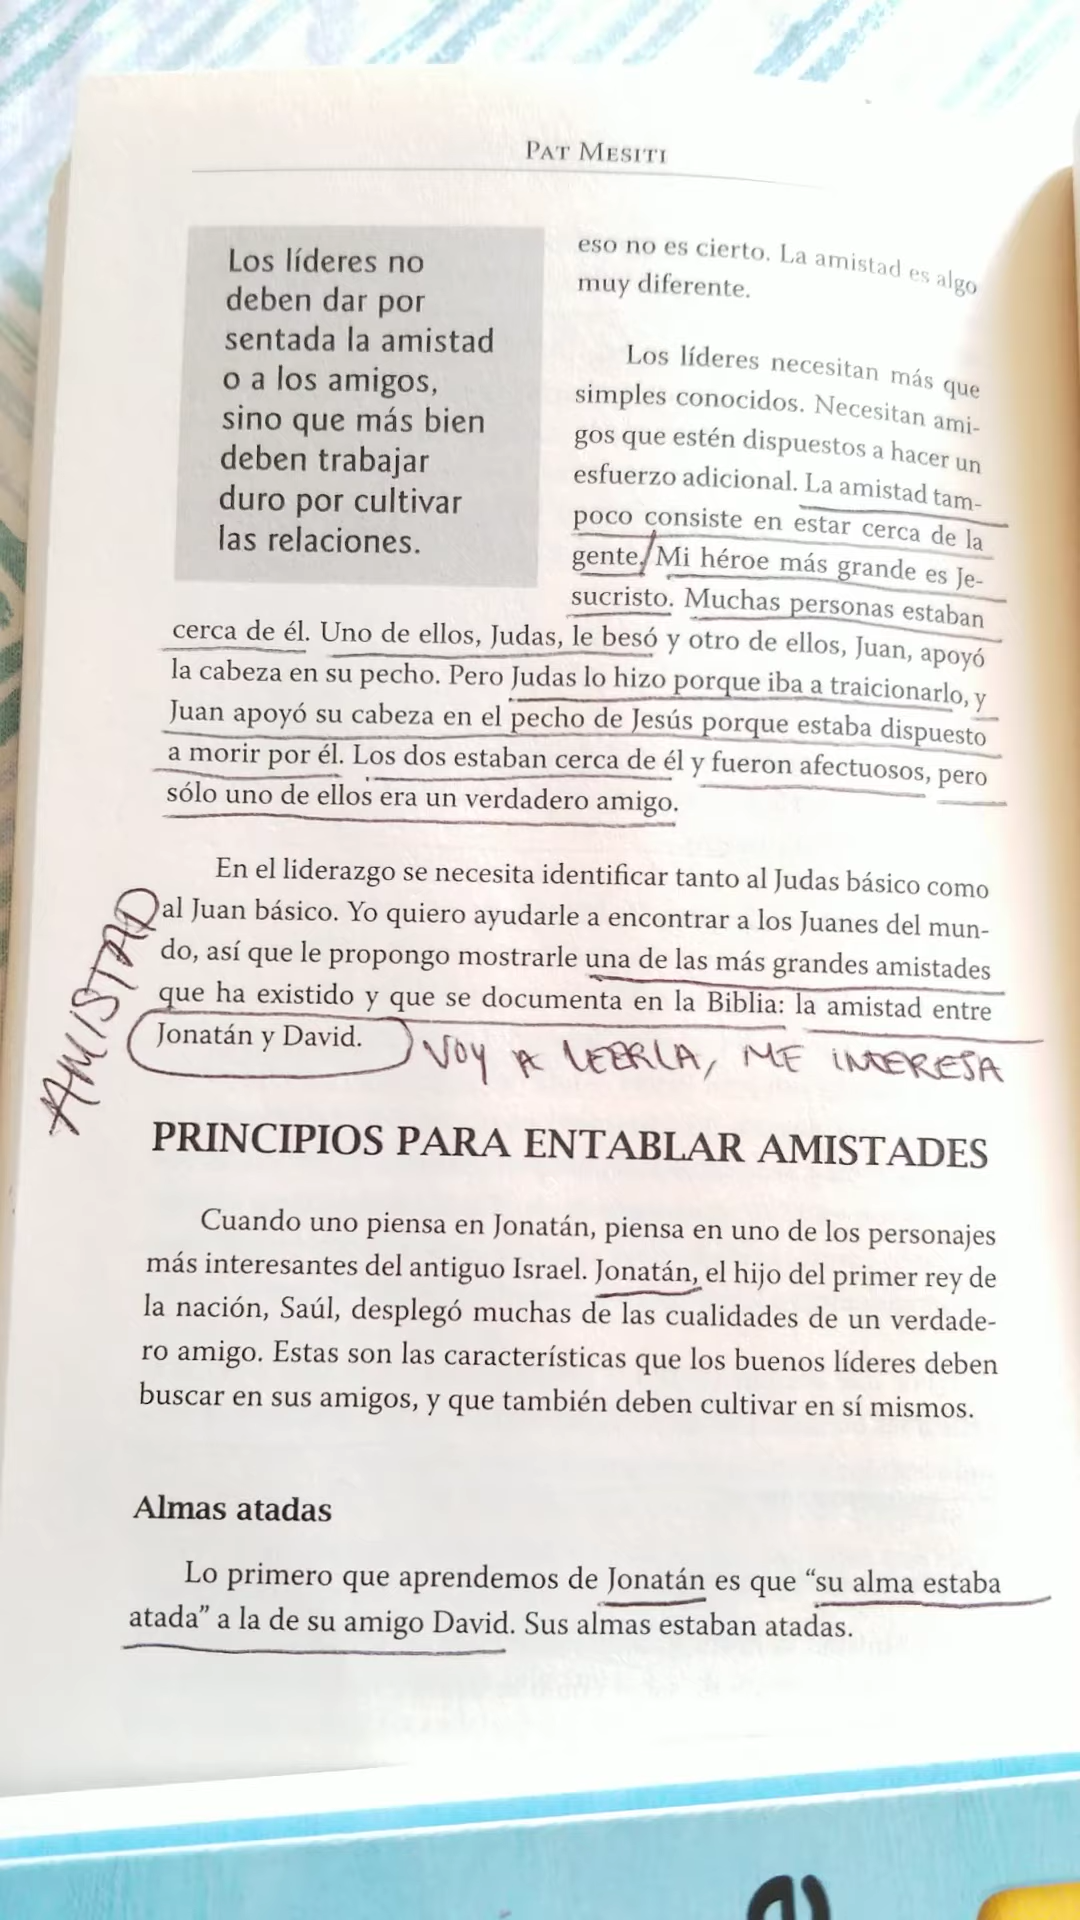 PAT MESITI
Los líderes no
deben dar por
sentada la amistad
o a los amigos,
sino que más bien
deben trabajar
duro por cultivar
las relaciones.
eso no es cierto. La amistad es algo
muy diferente.
Los líderes necesitan más que
simples conocidos. Necesitan ami-
gos que estén dispuestos a hacer un
esfuerzo adicional. La amistad tam-
poco consiste en estar cerca de la
gente. Mi héroe más grande es Je-
sucristo. Muchas personas estaban
cerca de él. Uno de ellos, Judas, le besó y otro de ellos, Juan, apoyó
la cabeza en su pecho. Pero Judas lo hizo porque iba a traicionarlo, y
Juan apoyó su cabeza en el pecho de Jesús porque estaba dispuesto
a morir por él. Los dos estaban cerca de él y fueron afectuosos, pero
sólo uno de ellos era un verdadero amigo.
En el liderazgo se necesita identificar tanto al Judas básico como
al Juan básico. Yo quiero ayudarle a encontrar a los Juanes del mun-
do, así que le propongo mostrarle una de las más grandes amistades
que ha existido y que se documenta en la Biblia: la amistad entre
Jonatán y David.
VOY A LEERLA, ME INTERESA
AMISTAD
PRINCIPIOS PARA ENTABLAR AMISTADES
Cuando uno piensa en Jonatán, piensa en uno de los personajes
más interesantes del antiguo Israel. Jonatán, el hijo del primer rey de
la nación, Saúl, desplegó muchas de las cualidades de un verdade-
ro amigo. Estas son las características que los buenos líderes deben
buscar en sus amigos, y que también deben cultivar en sí mismos.
Almas atadas
Lo primero que aprendemos de Jonatán es que “su alma estaba
atada” a la de su amigo David. Sus almas estaban atadas.